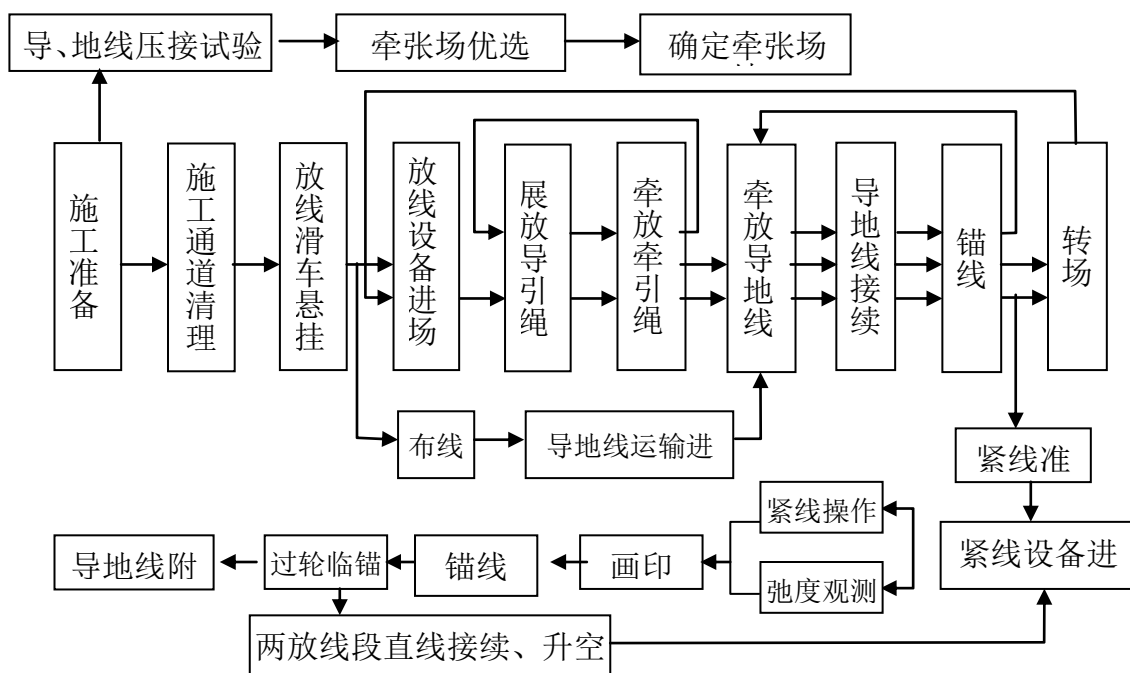 导、地线压接试验
牵张场优选
确定牵张场
施工准备
施工通道清理
放线滑车悬挂
放线设备进场
展放导引绳
牵放牵引绳
牵放导地线
导地线接续
锚线
转场
布线
导地线运输进
紧线准
紧线操作
弛度观测
紧线设备进
画印
锚线
过轮临锚
导地线附
两放线段直线接续、升空